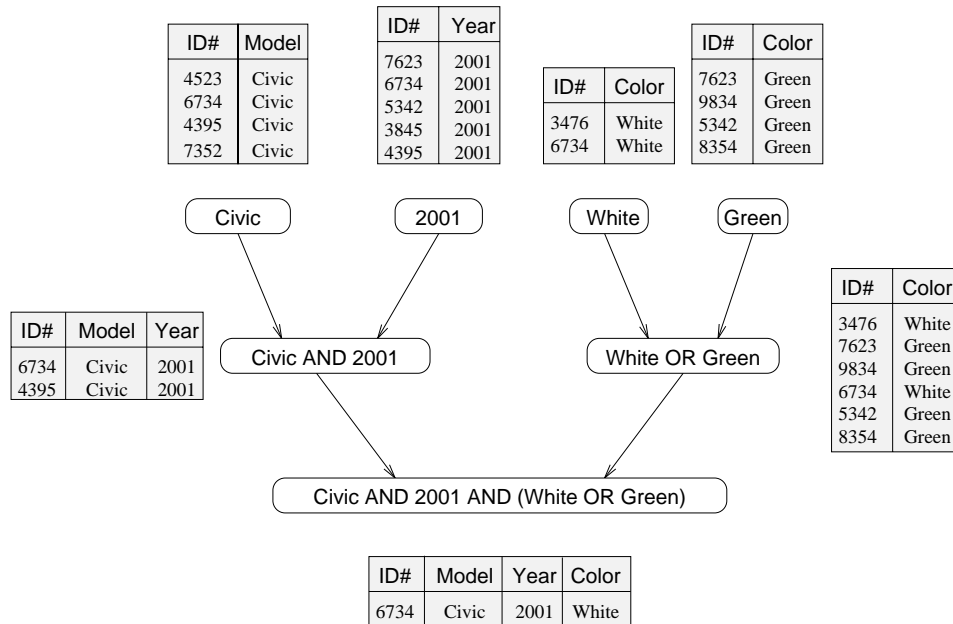 ID# Model
4523 Civic
6734 Civic
4395 Civic
7352 Civic
ID# Year
7623 2001
6734 2001
5342 2001
3845 2001
4395 2001
ID# Color
3476 White
6734 White
ID# Color
7623 Green
9834 Green
5342 Green
8354 Green
Civic
2001
White
Green
ID# Model Year
6734 Civic 2001
4395 Civic 2001
Civic AND 2001
White OR Green
ID# Color
3476 White
7623 Green
9834 Green
6734 White
5342 Green
8354 Green
Civic AND 2001 AND (White OR Green)
ID# Model Year Color
6734 Civic 2001 White